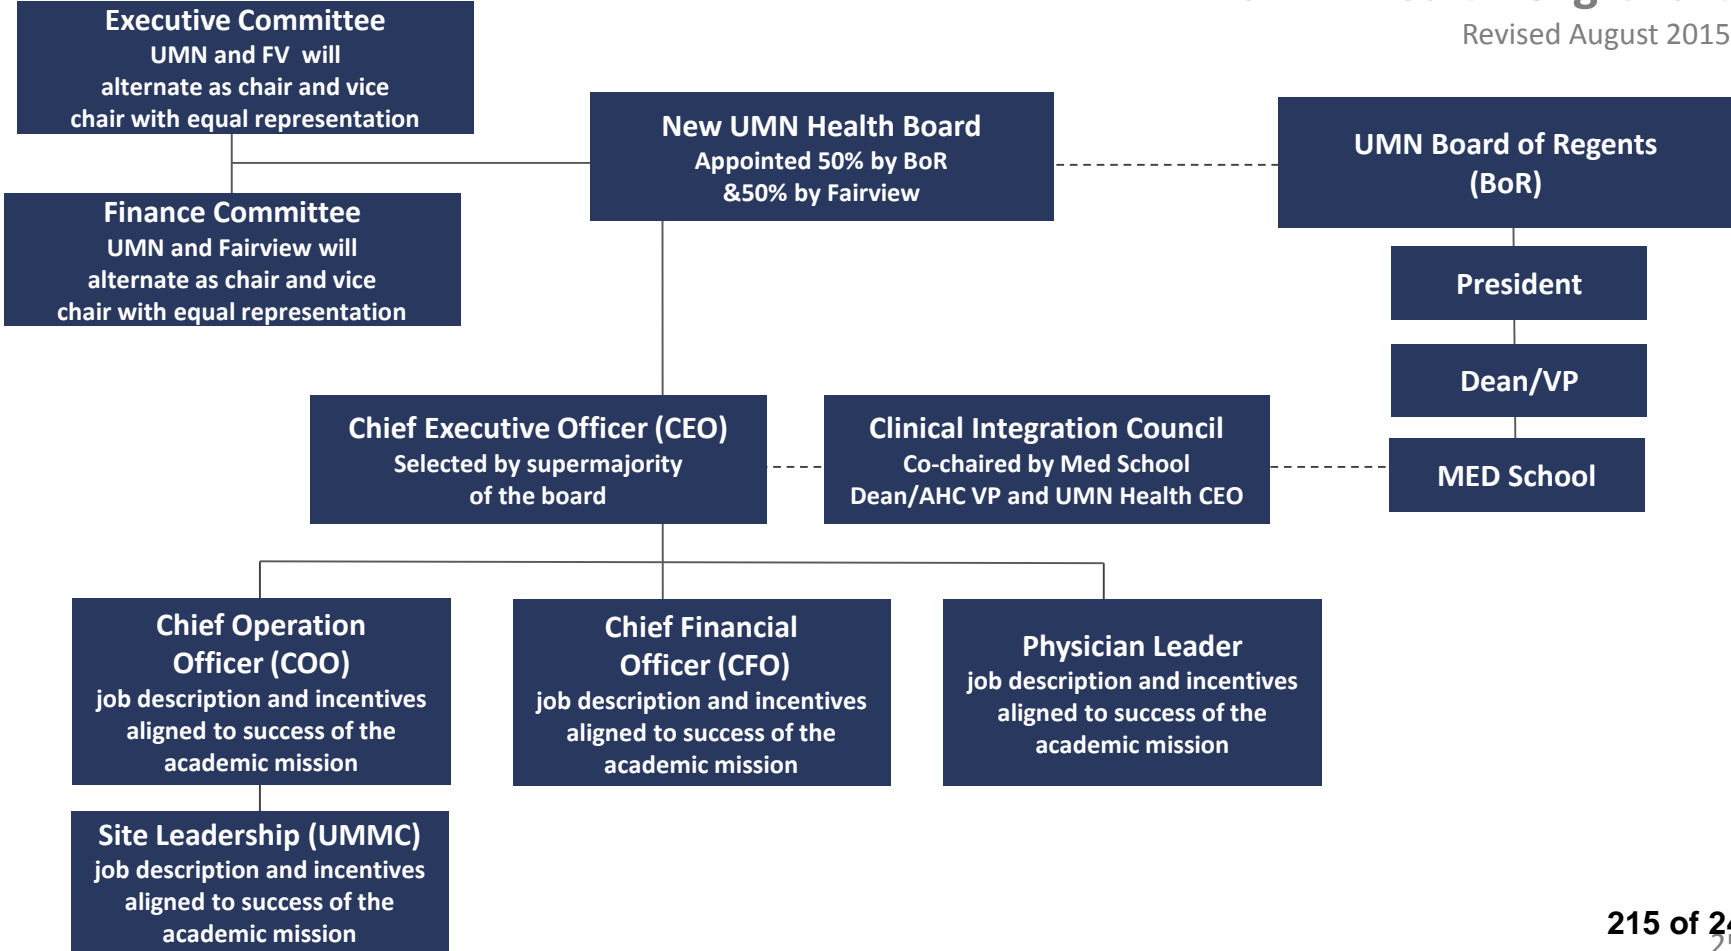 Revised August 2015
Executive Committee
UMN and FV will
alternate as chair and vice
chair with equal representation
New UMN Health Board
Appointed 50% by BoR
&50% by Fairview
UMN Board of Regents
(BoR)
Finance Committee
UMN and Fairview will
alternate as chair and vice
chair with equal representation
President
Dean/VP
MED School
Chief Executive Officer (CEO)
Selected by supermajority
of the board
Clinical Integration Council
Co-chaired by Med School
Dean/AHC VP and UMN Health CEO
Chief Operation
Officer (COO)
job description and incentives
aligned to success of the
academic mission
Chief Financial
Officer (CFO)
job description and incentives
aligned to success of the
academic mission
Physician Leader
job description and incentives
aligned to success of the
academic mission
Site Leadership (UMMC)
job description and incentives
aligned to success of the
academic mission
215 of